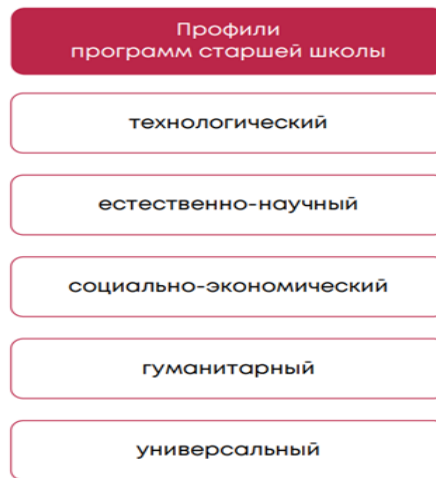 Профили
программ старшей школы
технологический
естественно-научный
социально-экономический
гуманитарный
универсальный